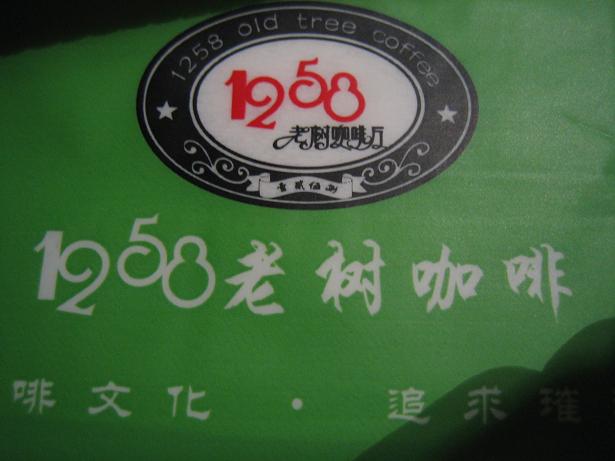 1258 old tree coffee
1258
老树咖啡
1258老树咖啡
啡文化 · 追求璀